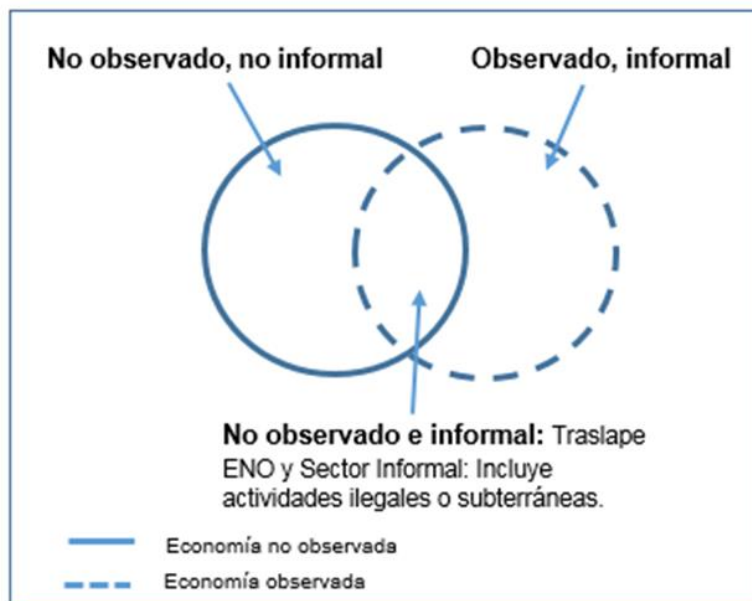 No observado, no informal
Observado, informal
No observado e informal: Traslape
ENO y Sector Informal: Incluye
actividades ilegales o subterráneas.
Economía no observada
Economía observada